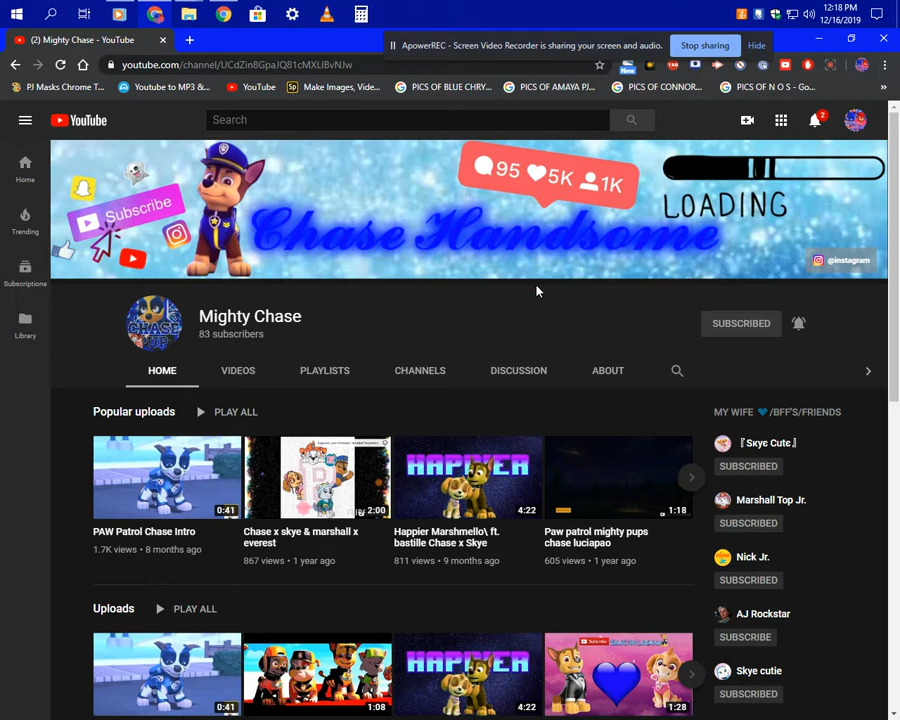 12:18 PM
12/16/2019
(2) Mighty Chase - YouTube
ApowerREC - Screen Video Recorder is sharing your screen and audio.
Stop sharing
Hide
youtube.com/channel/UCdZin8GpaJQ81cMXLlBvNJw
New
PJ Masks Chrome T...
Youtube to MP3 &...
YouTube
Sp Make Images, Vide...
PICS OF BLUE CHRY...
PICS OF AMAYA PJ...
PICS OF CONNOR...
PICS OF N O S - Go...
YouTube
Search
2
Home
Trending
Subscriptions
Library
Subscribe
95 5K 1K
LOADING
Chase Handsome
@instagram
CHASE
Mighty Chase
83 subscribers
SUBSCRIBED
HOME
VIDEOS
PLAYLISTS
CHANNELS
DISCUSSION
ABOUT
Popular uploads
PLAY ALL
0:41
PAW Patrol Chase Intro
1.7K views • 8 months ago
2:00
Chase x skye & marshall x
everest
867 views • 1 year ago
HAPPIER
4:22
Happier Marshmello\ ft.
bastille Chase x Skye
811 views • 9 months ago
1:18
Paw patrol mighty pups
chase luciapao
605 views • 1 year ago
Uploads
PLAY ALL
0:41
1:08
HAPPIER
4:22
Subscribe
1:28
MY WIFE 💙/BFF'S/FRIENDS
『Sκyє Cutє』
SUBSCRIBED
Marshall Top Jr.
SUBSCRIBED
Nick Jr.
SUBSCRIBED
AJ Rockstar
SUBSCRIBE
Skye cutie
SUBSCRIBED